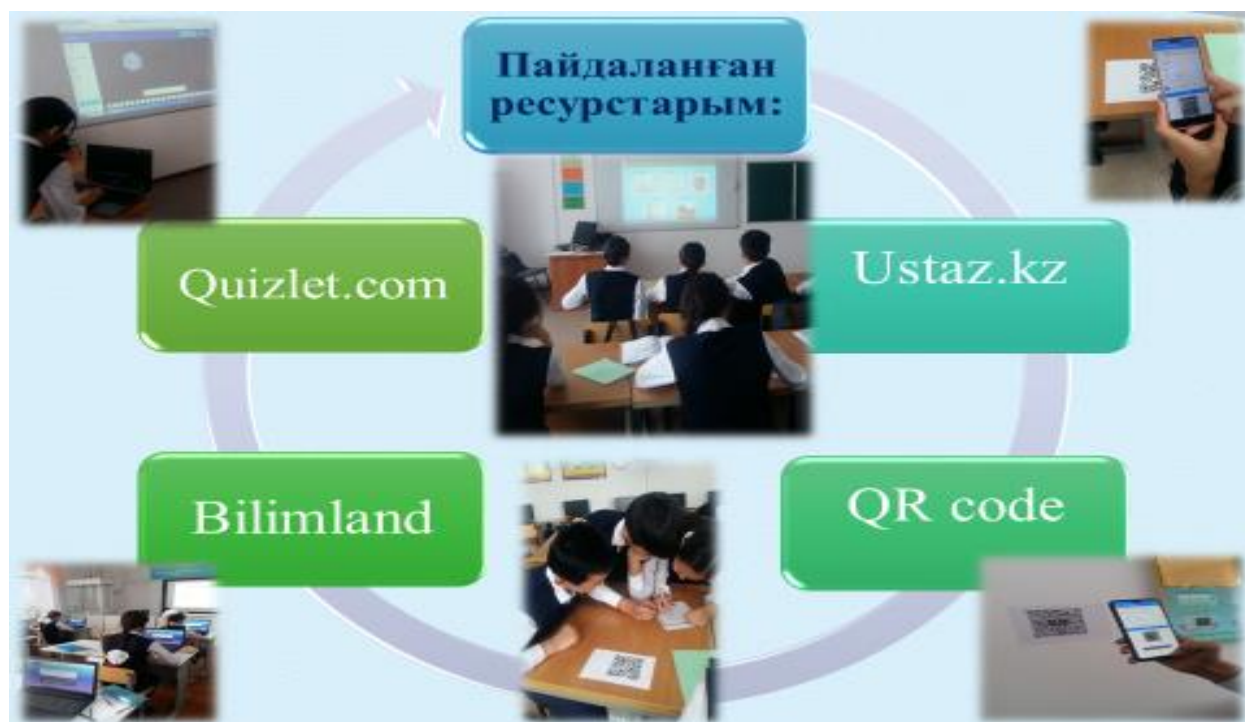 Пайдаланған
ресурстарым:
Quizlet.com
Ustaz.kz
Bilimland
QR code